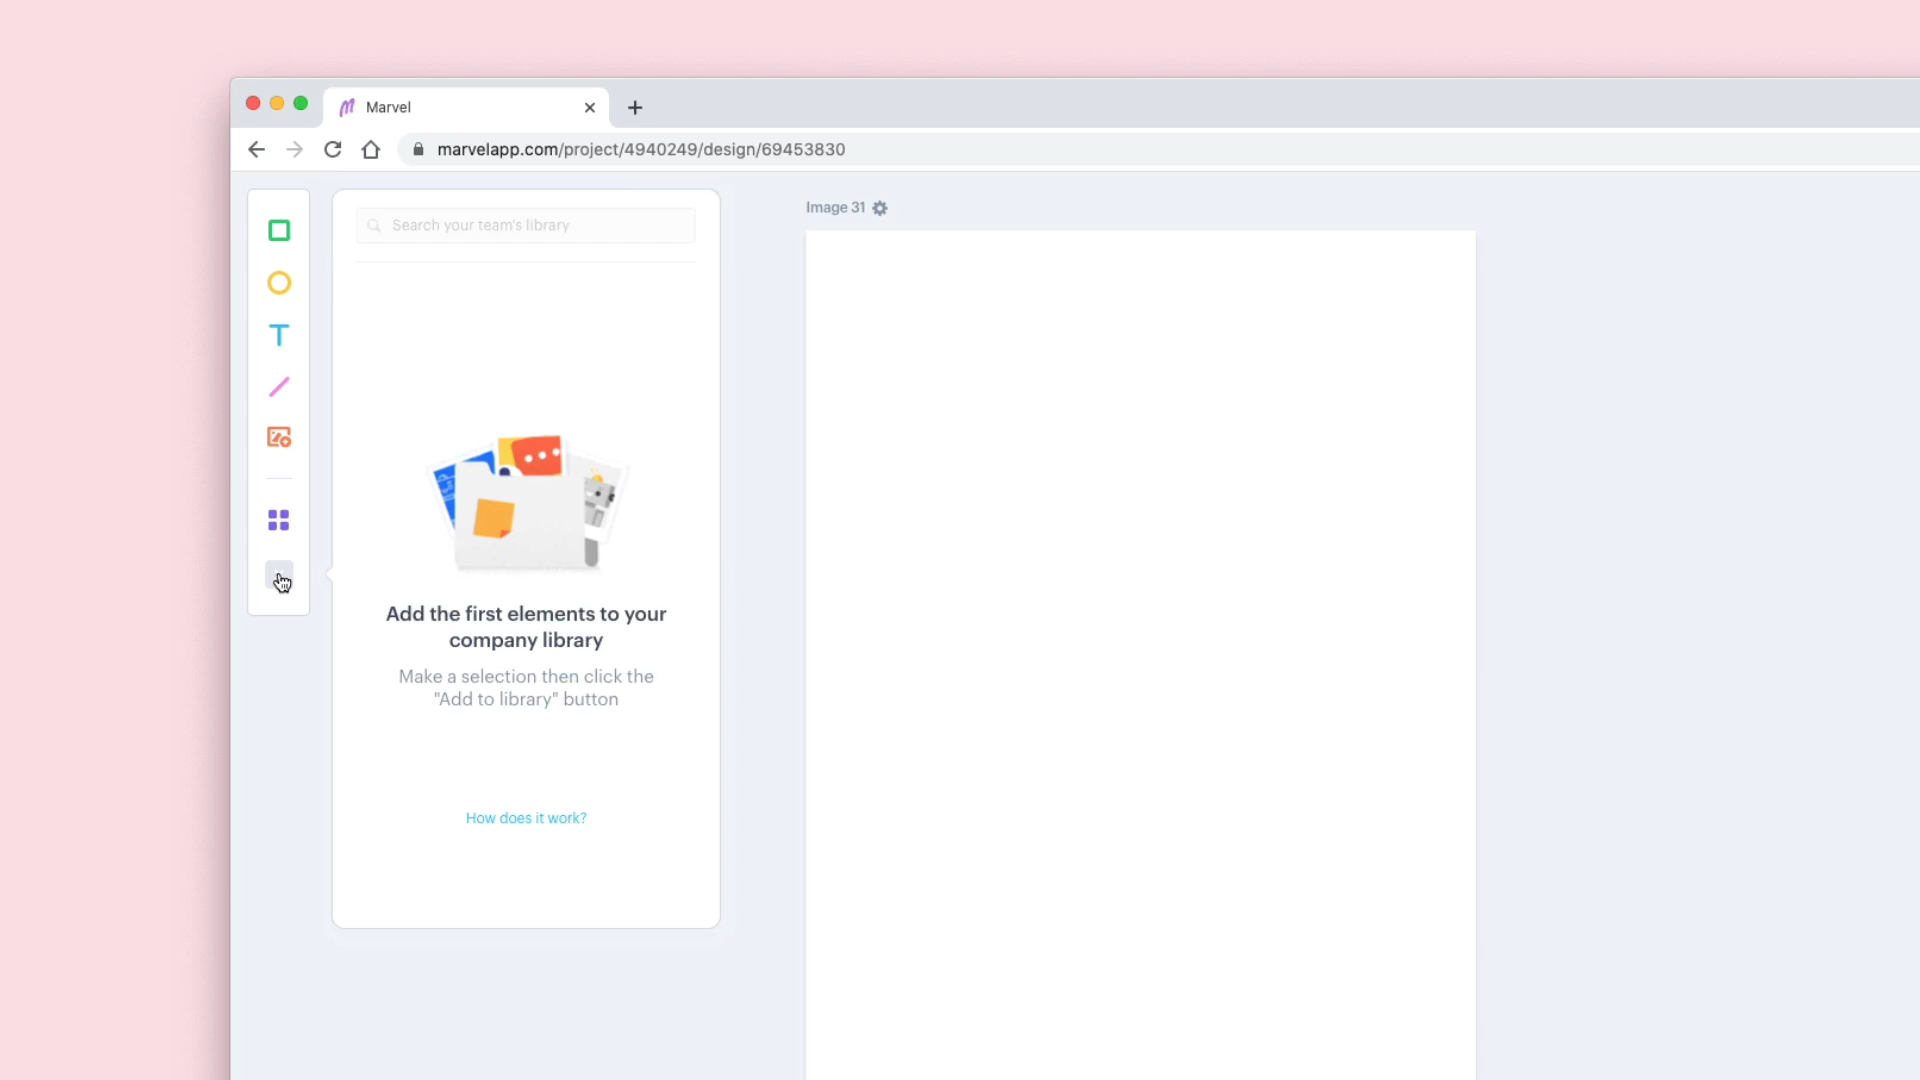 Marvel
marvelapp.com/project/4940249/design/69453830
Search your team's library
Image 31
Add the first elements to your
company library
Make a selection then click the
"Add to library" button
How does it work?